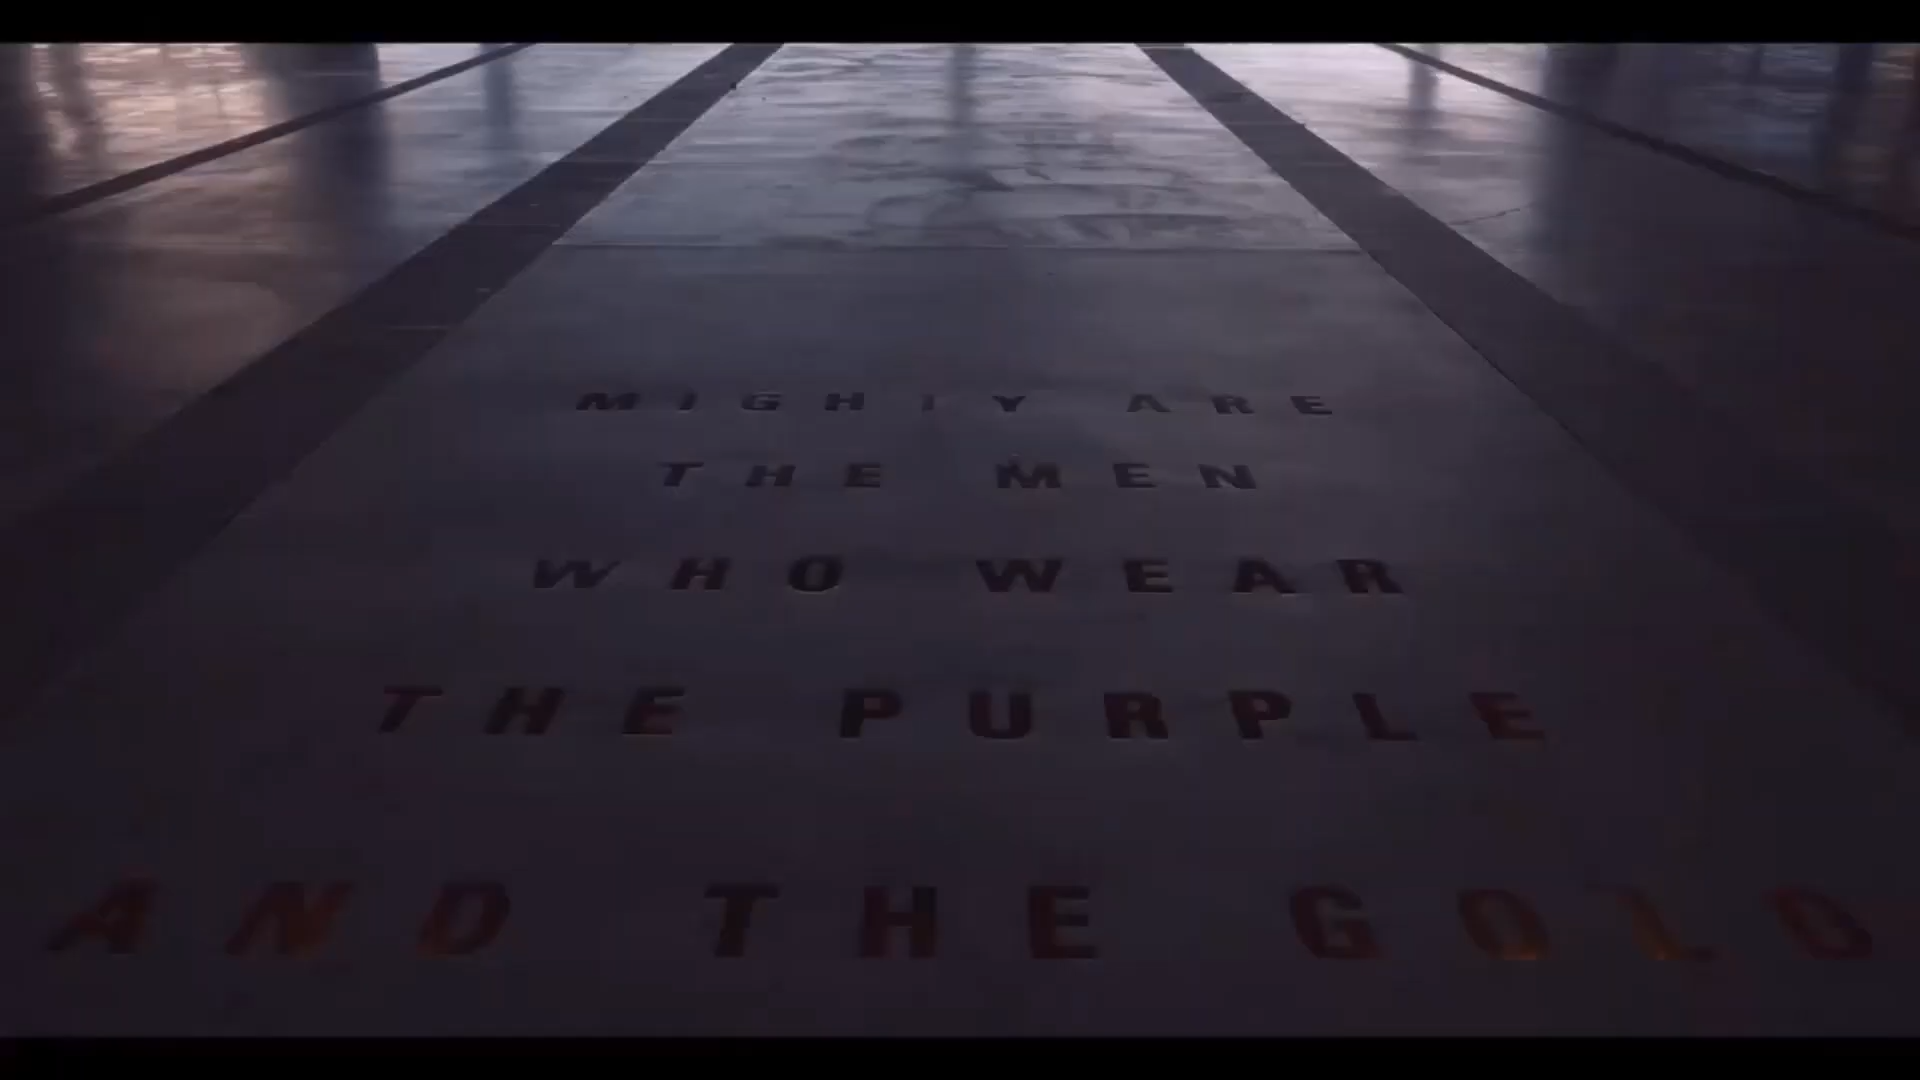 MIGHTY ARE
THE MEN
WHO WEAR
THE PURPLE
AND THE GOLD